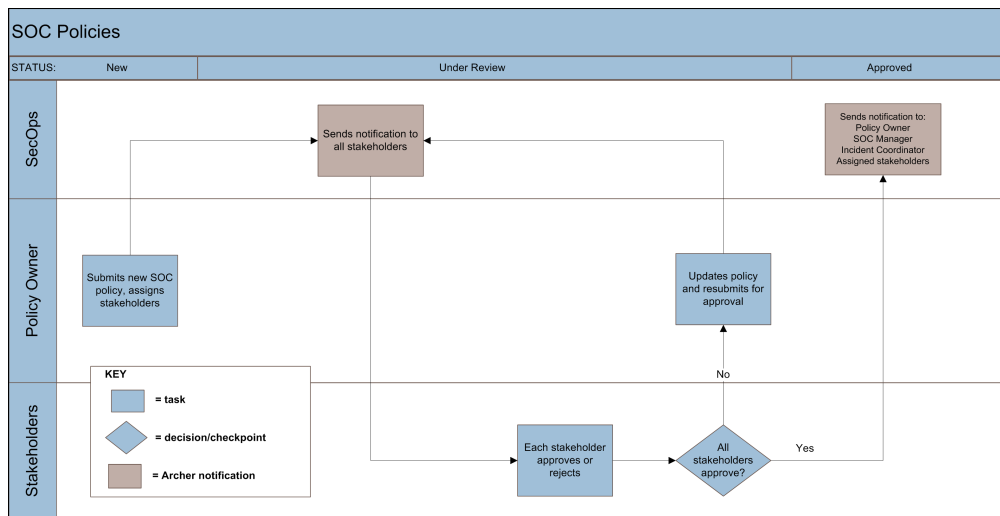 SOC Policies
STATUS:
New
Under Review
Approved
SecOps
Sends notification to
all stakeholders
Sends notification to:
Policy Owner
SOC Manager
Incident Coordinator
Assigned stakeholders
Policy Owner
Submits new SOC
policy, assigns
stakeholders
Updates policy
and resubmits for
approval
No
Stakeholders
KEY
= task
= decision/checkpoint
= Archer notification
Each stakeholder
approves or
rejects
All
stakeholders
approve?
Yes